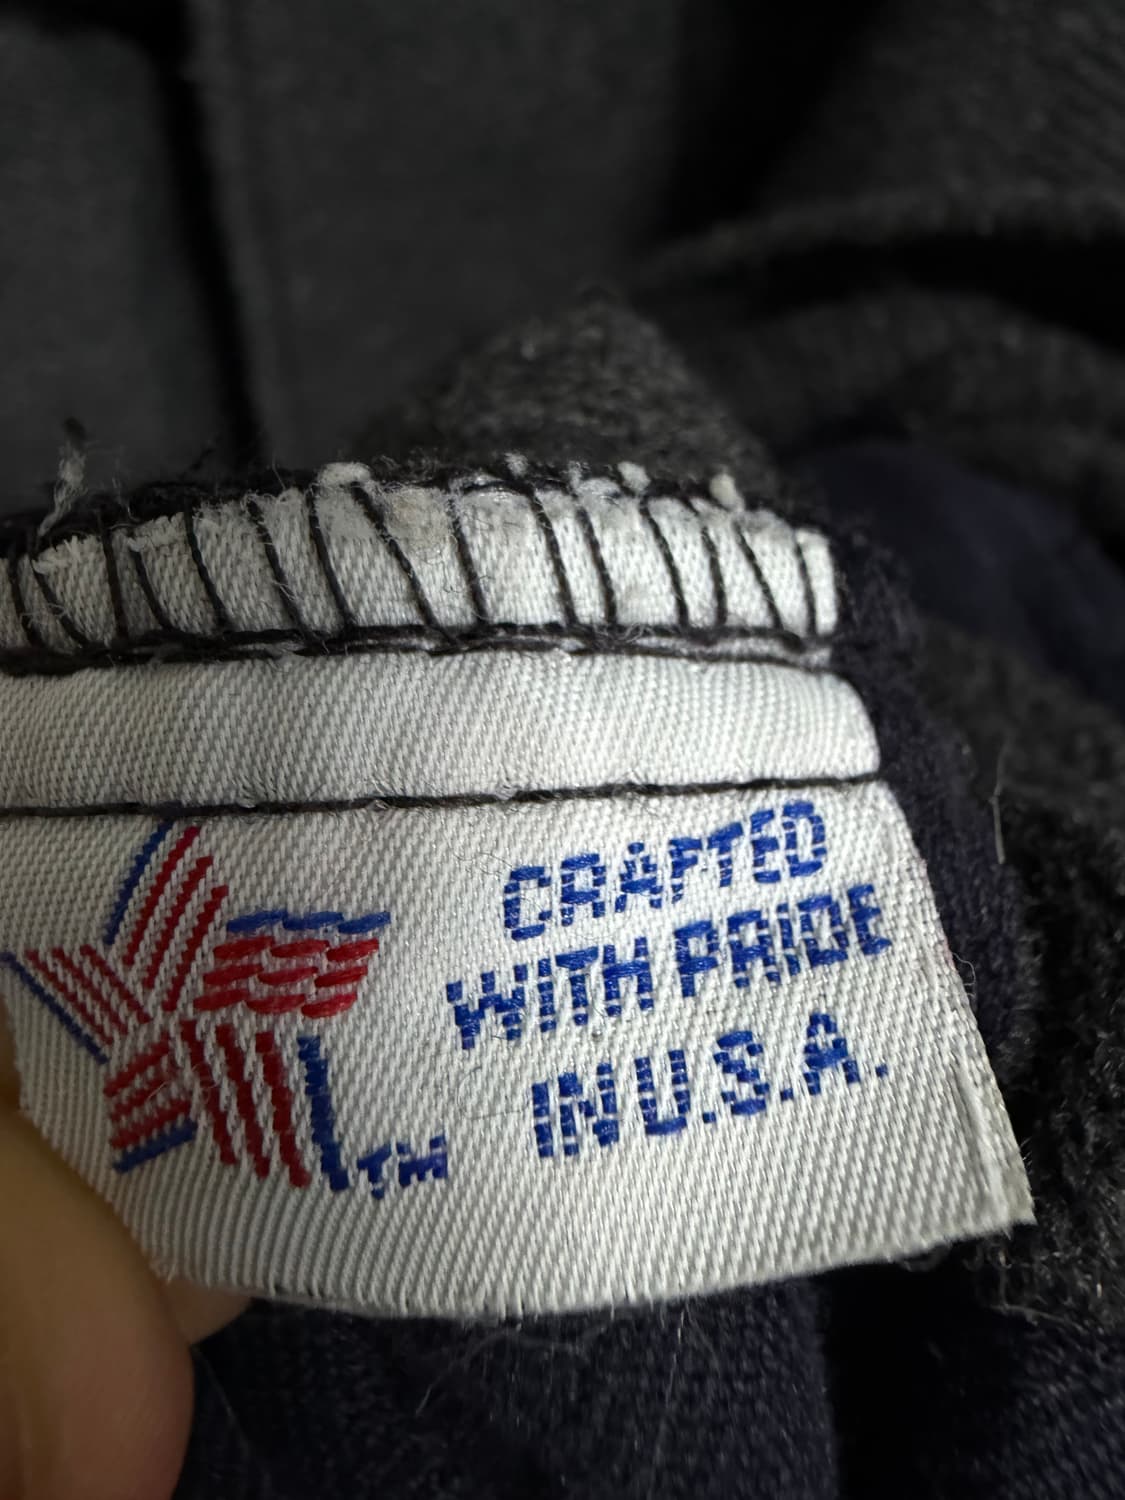 CRAFTED
WITH PRIDE
IN U.S.A.
TM